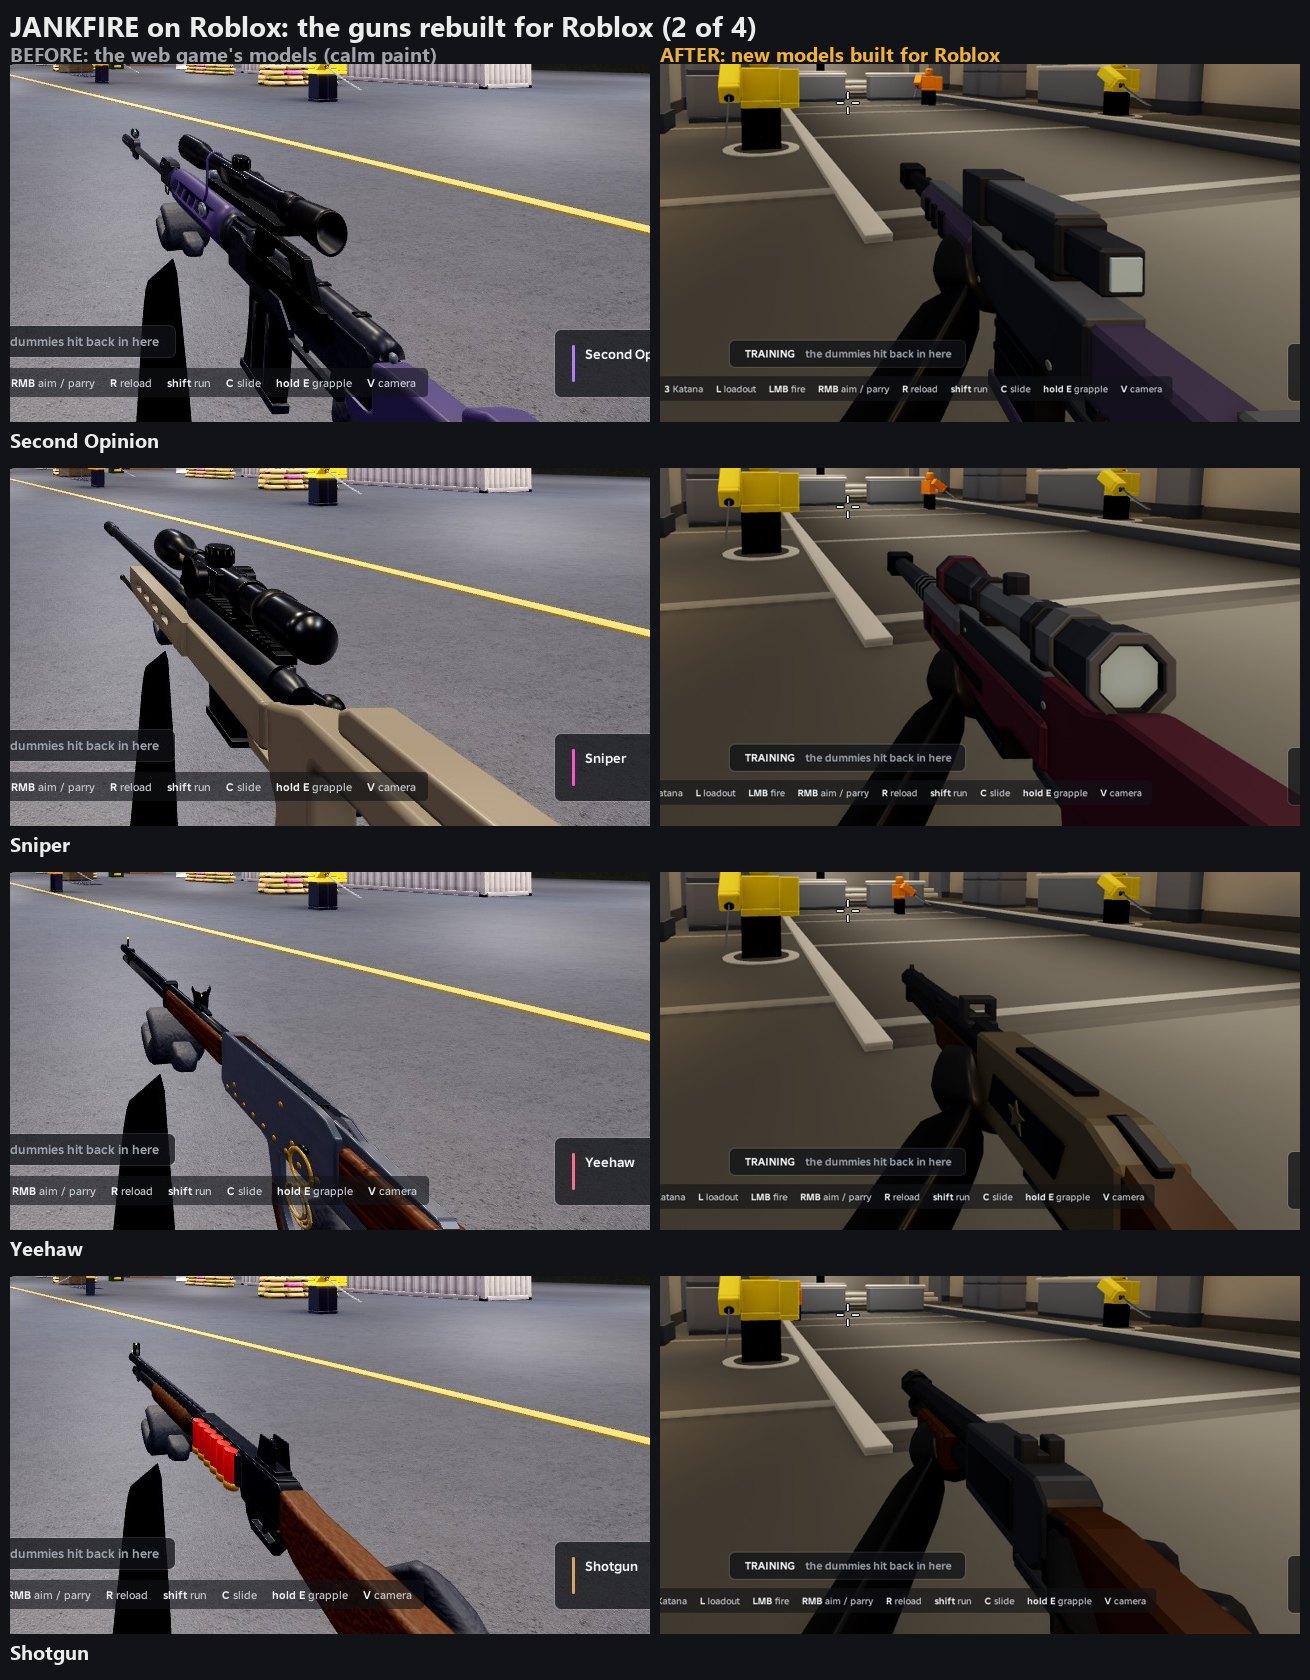 JANKFIRE on Roblox: the guns rebuilt for Roblox (2 of 4)
BEFORE: the web game's models (calm paint)
AFTER: new models built for Roblox
dummies hit back in here
RMB aim / parry R reload shift run C slide hold E grapple V camera
Second Op
TRAINING the dummies hit back in here
3 Katana L loadout LMB fire RMB aim / parry R reload shift run C slide hold E grapple V camera
Second Opinion
dummies hit back in here
RMB aim / parry R reload shift run C slide hold E grapple V camera
Sniper
TRAINING the dummies hit back in here
atana L loadout LMB fire RMB aim / parry R reload shift run C slide hold E grapple V camera
Sniper
dummies hit back in here
RMB aim / parry R reload shift run C slide hold E grapple V camera
Yeehaw
TRAINING the dummies hit back in here
atana L loadout LMB fire RMB aim / parry R reload shift run C slide hold E grapple V camera
Yeehaw
dummies hit back in here
RMB aim / parry R reload shift run C slide hold E grapple V camera
Shotgun
TRAINING the dummies hit back in here
Katana L loadout LMB fire RMB aim / parry R reload shift run C slide hold E grapple V camera
Shotgun